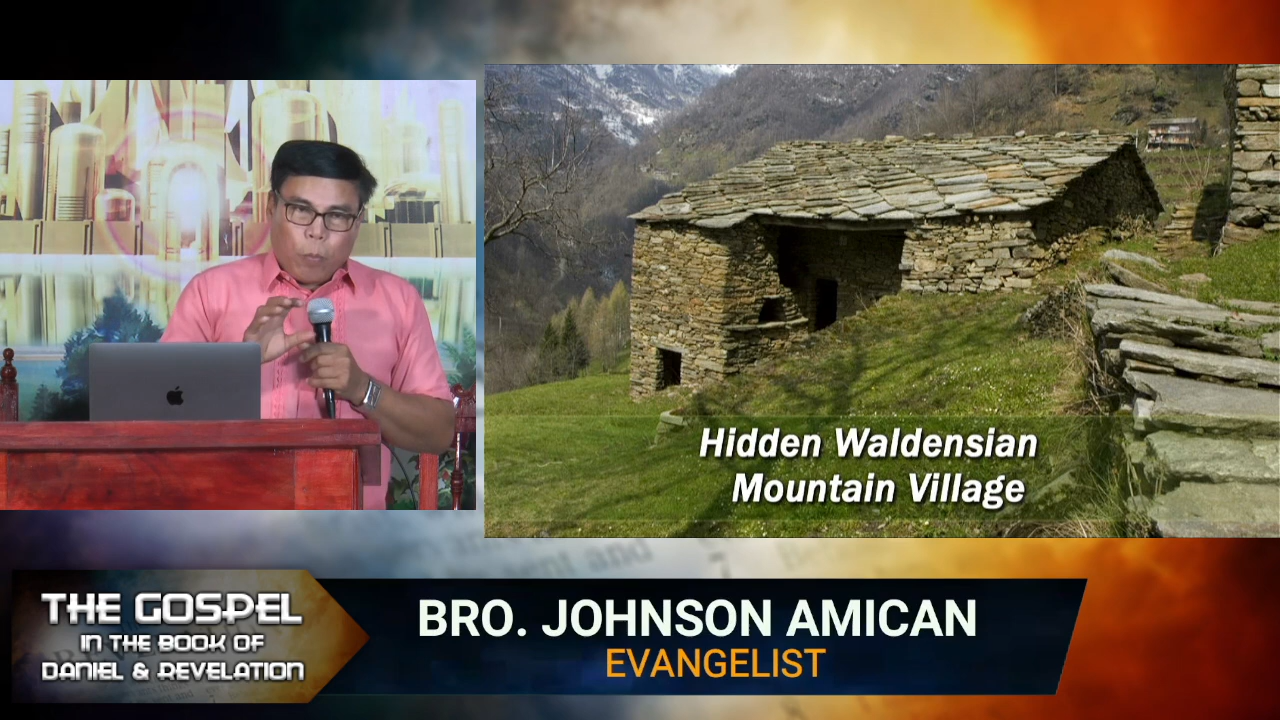 Hidden Waldensian
Mountain Village
THE GOSPEL
IN THE BOOK OF
DANIEL & REVELATION
BRO. JOHNSON AMICAN
EVANGELIST